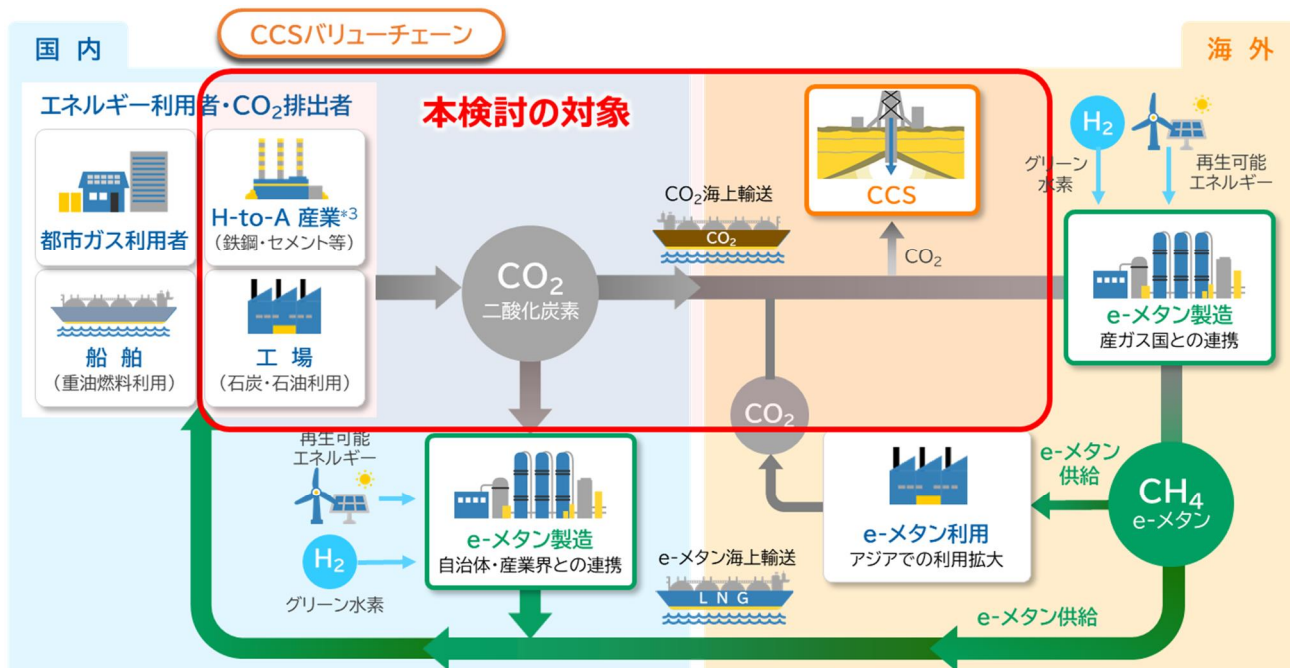 CCSバリューチェーン
国内
海外
エネルギー利用者・CO₂排出者
本検討の対象
都市ガス利用者
H-to-A 産業*3
(鉄鋼・セメント等)
船舶
(重油燃料利用)
工場
(石炭・石油利用)
CO₂
二酸化炭素
CO₂海上輸送
CO₂
CCS
CO₂
H₂
グリーン
水素
再生可能
エネルギー
e-メタン製造
産ガス国との連携
CO₂
再生可能
エネルギー
H₂
グリーン水素
e-メタン製造
自治体・産業界との連携
e-メタン海上輸送
LNG
e-メタン利用
アジアでの利用拡大
e-メタン
供給
CH₄
e-メタン
e-メタン供給